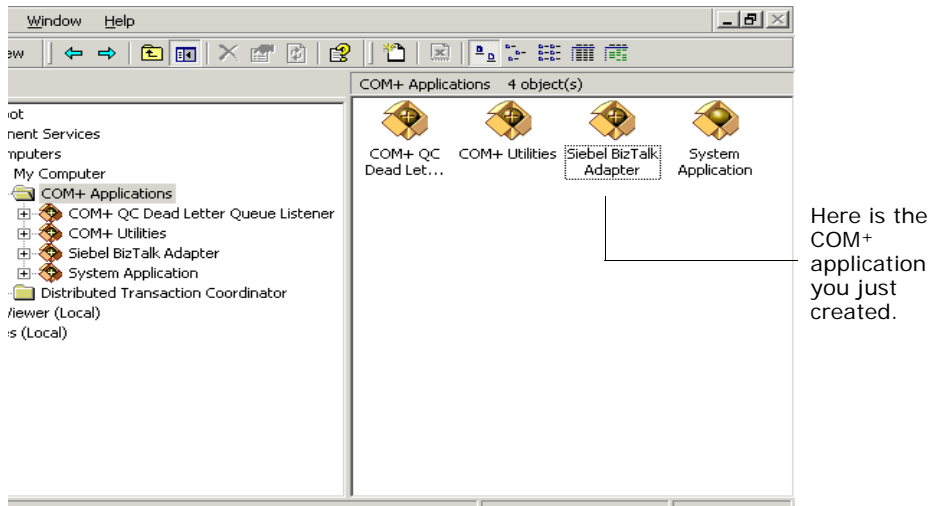 Window Help
ew
COM+ Applications 4 object(s)
oot
nent Services
mputers
My Computer
COM+ Applications
COM+ QC Dead Letter Queue Listener
COM+ Utilities
Siebel BizTalk Adapter
System Application
Distributed Transaction Coordinator
Viewer (Local)
es (Local)
COM+ QC
Dead Let...
COM+ Utilities
Siebel BizTalk
Adapter
System
Application
Here is the
COM+
application
you just
created.